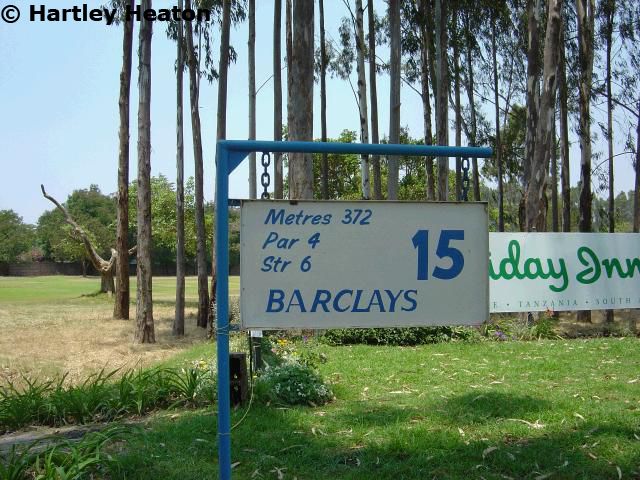 © Hartley Heaton
Metres 372
Par 4
Str 6
15
BARCLAYS
iday Inn
E • TANZANIA • SOUTH